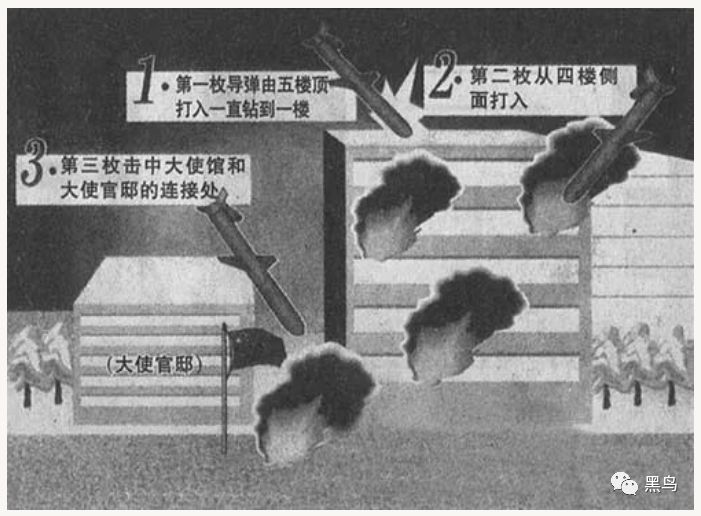 1. 第一枚导弹由五楼顶
打入一直钻到一楼
2. 第二枚从四楼侧
面打入
3. 第三枚击中大使馆和
大使官邸的连接处
(大使官邸)
黑鸟